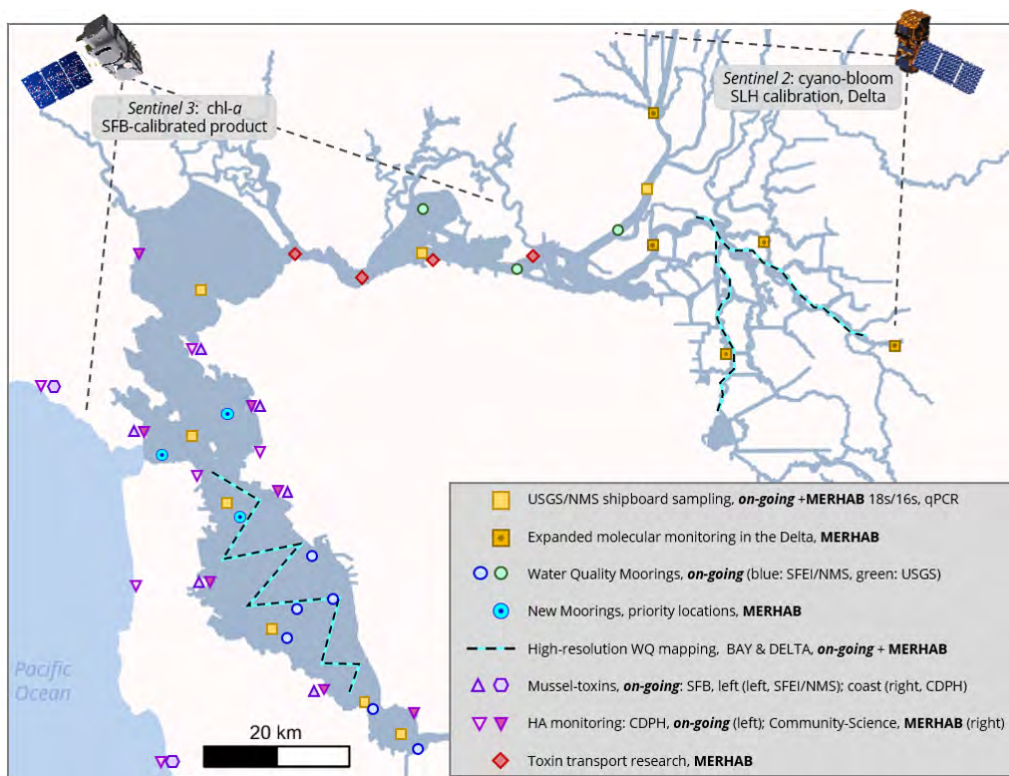 Sentinel 3: chl-a
SFB-calibrated product
Sentinel 2: cyano-bloom
SLH calibration, Delta
USGS/NMS shipboard sampling, on-going +MERHAB 18s/16s, qPCR
Expanded molecular monitoring in the Delta, MERHAB
Water Quality Moorings, on-going (blue: SFEI/NMS, green: USGS)
New Moorings, priority locations, MERHAB
High-resolution WQ mapping, BAY & DELTA, on-going + MERHAB
Mussel-toxins, on-going: SFB, left (left, SFEI/NMS); coast (right, CDPH)
HA monitoring: CDPH, on-going (left); Community-Science, MERHAB (right)
Toxin transport research, MERHAB
Pacific
Ocean
20 km